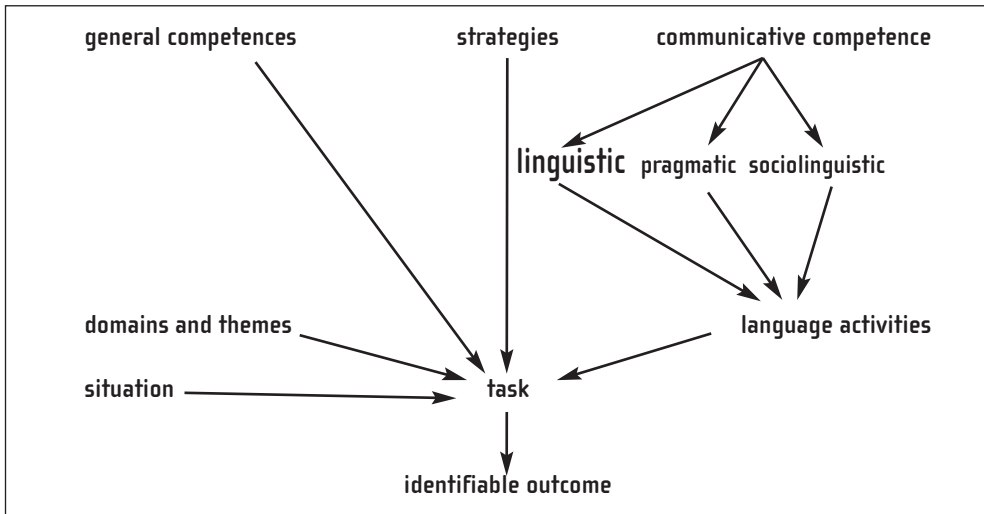 general competences strategies communicative competence
linguistic pragmatic sociolinguistic
domains and themes language activities
situation task
identifiable outcome